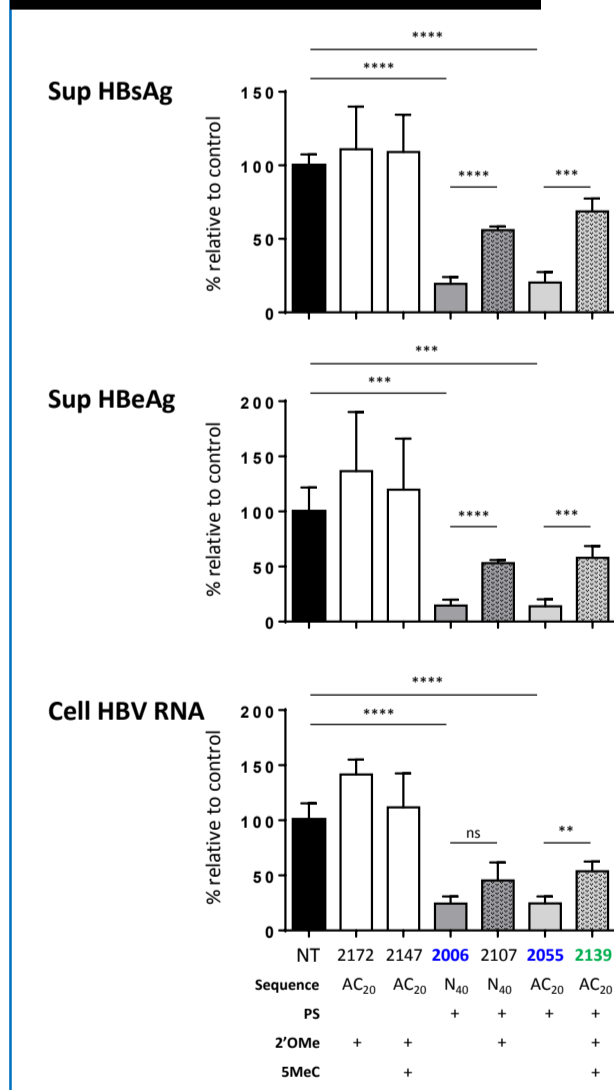 ****
****
Sup HBsAg
% relative to control
150
100
50
0
****
***
***
***
Sup HBeAg
% relative to control
200
150
100
50
0
****
***
****
****
Cell HBV RNA
% relative to control
200
150
100
50
0
ns
**
NT 2172 2147 2006 2107 2055 2139
Sequence AC₂₀ AC₂₀ N₄₀ N₄₀ AC₂₀ AC₂₀
PS + + + +
2'OMe + + + +
5MeC + +